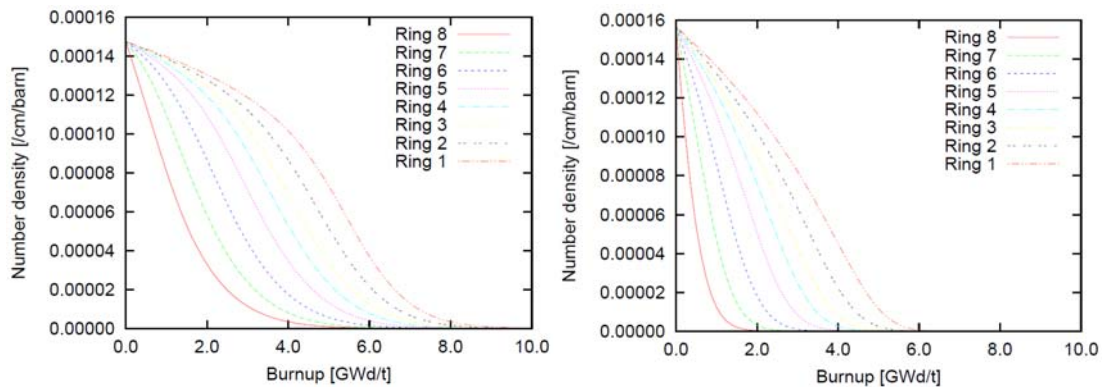 0.00016
0.00014
0.00012
0.00010
0.00008
0.00006
0.00004
0.00002
0.00000
Number density [/cm/barn]
Ring 8
Ring 7
Ring 6
Ring 5
Ring 4
Ring 3
Ring 2
Ring 1
0.0 2.0 4.0 6.0 8.0 10.0
Burnup [GWd/t]
0.00016
0.00014
0.00012
0.00010
0.00008
0.00006
0.00004
0.00002
0.00000
Number density [/cm/barn]
Ring 8
Ring 7
Ring 6
Ring 5
Ring 4
Ring 3
Ring 2
Ring 1
0.0 2.0 4.0 6.0 8.0 10.0
Burnup [GWd/t]